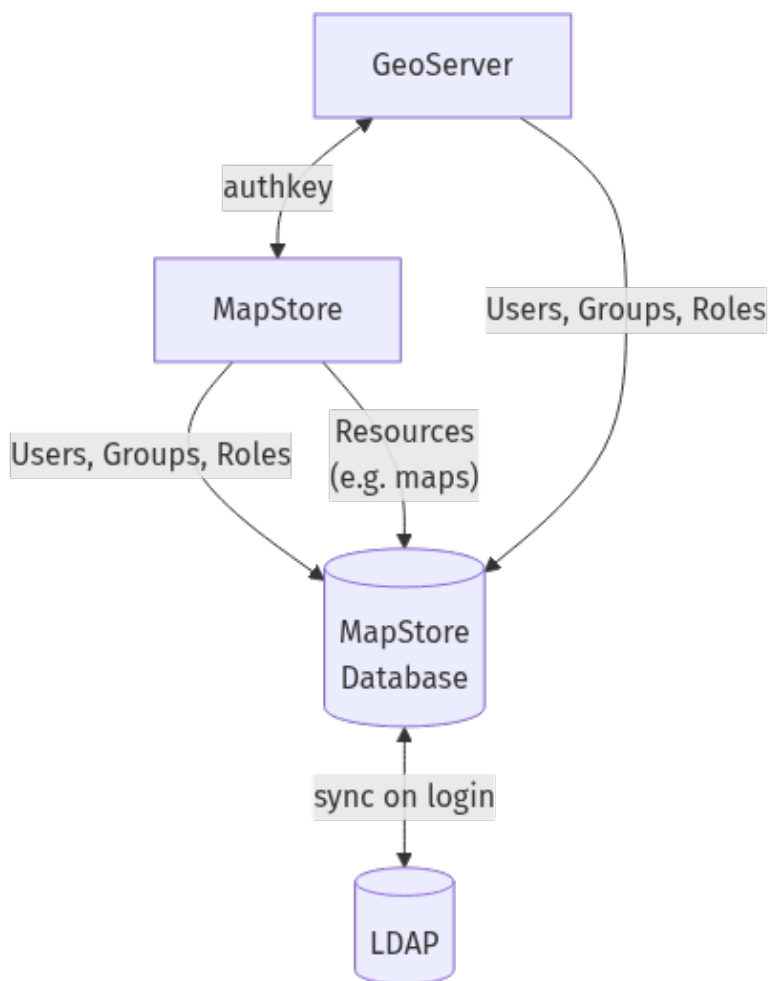 GeoServer
authkey
MapStore
Users, Groups, Roles
Users, Groups, Roles
Resources
(e.g. maps)
MapStore
Database
sync on login
LDAP